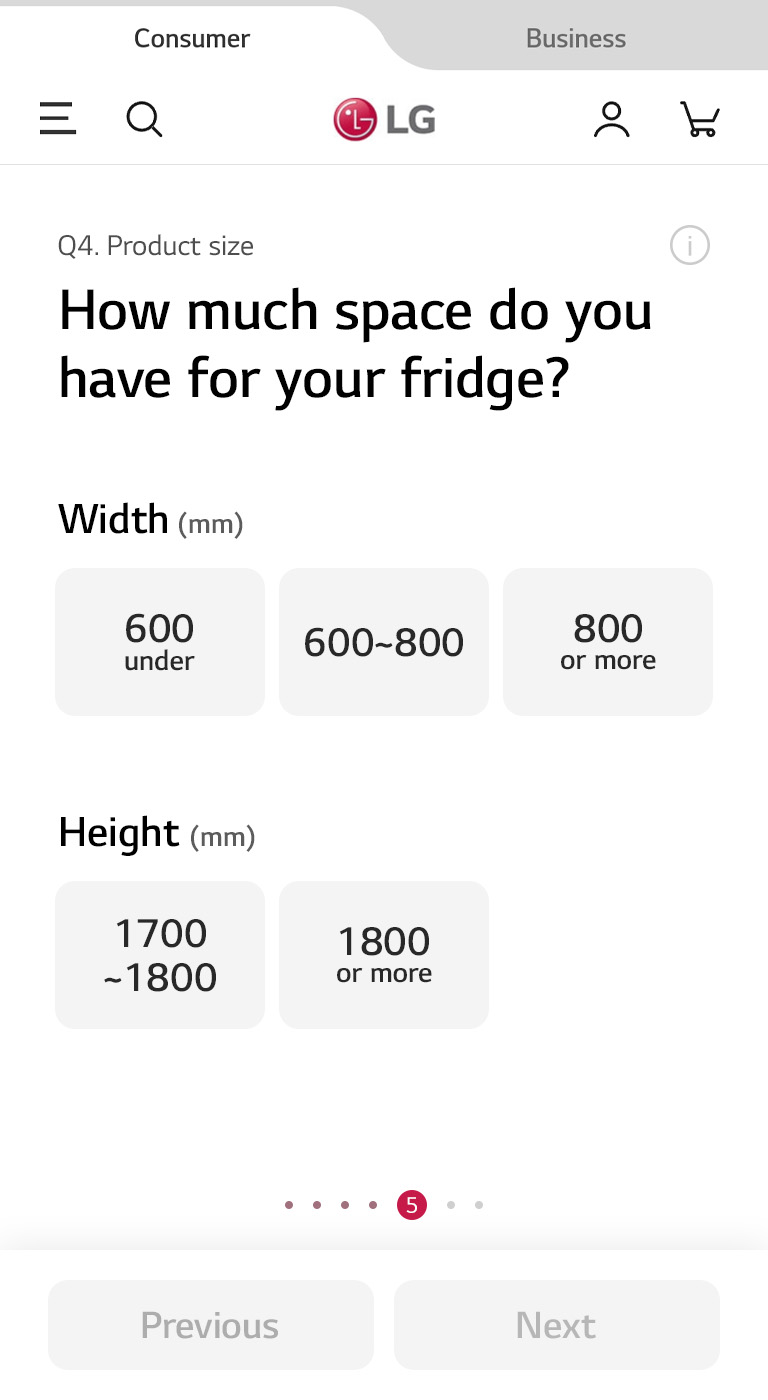 Consumer
Business
LG
Q4. Product size
i
How much space do you
have for your fridge?
Width (mm)
600
under
600~800
800
or more
Height (mm)
1700
~1800
1800
or more
5
Previous
Next